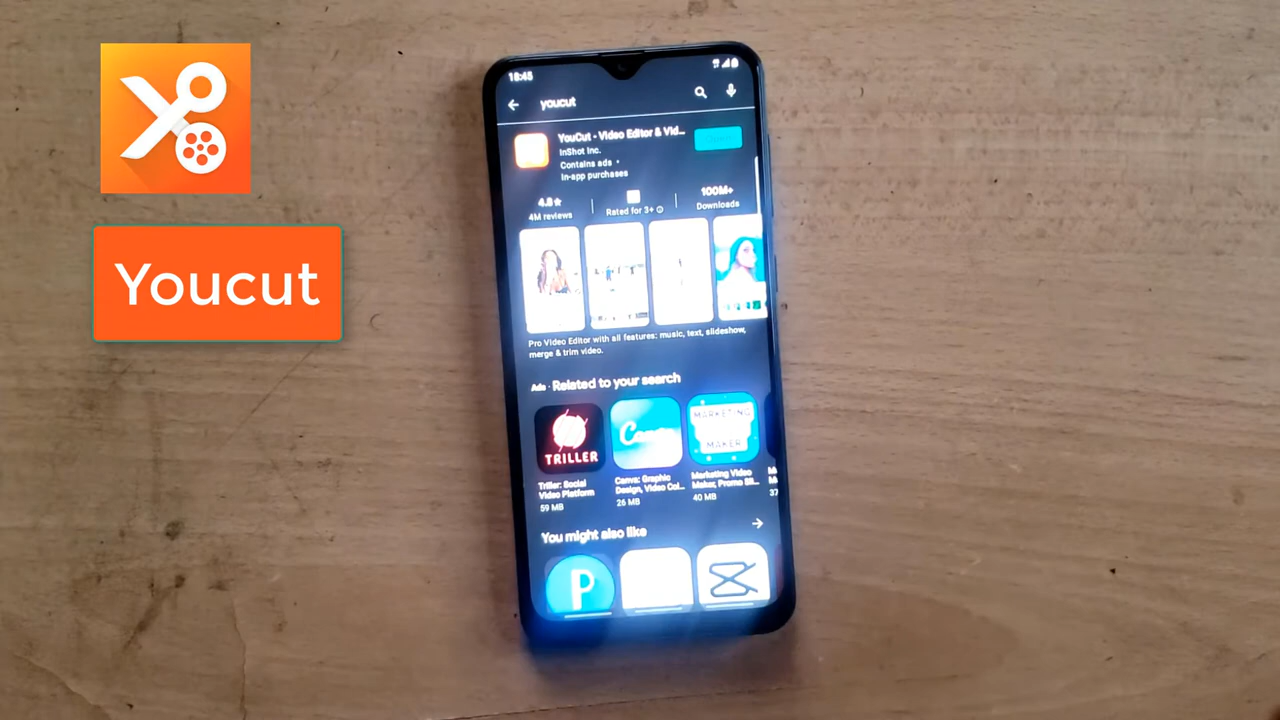 Youcut
18:45
youcut
YouCut - Video Editor & Vid...
InShot Inc.
Contains ads •
In-app purchases
4.8★
4M reviews
Rated for 3+
100M+
Downloads
Pro Video Editor with all features: music, text, slideshow,
merge & trim video.
Ads · Related to your search
TRILLER
Canva
MARKETING
MAKER
Triller: Social
Video Platform
59 MB
Canva: Graphic
Design, Video Col...
26 MB
Marketing Video
Maker, Promo Sli...
40 MB
M
37
You might also like
P